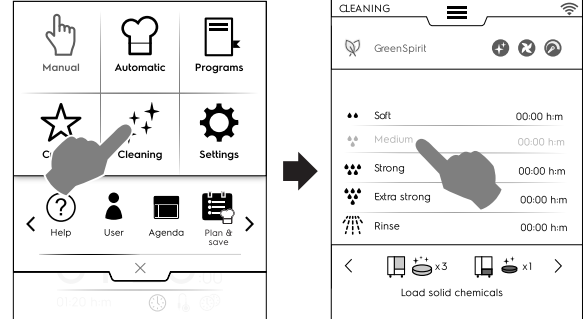 Manual
Automatic
Programs
Cleaning
Settings
Help
User
Agenda
Plan &
save
01:20 h:m
CLEANING
GreenSpirit
Soft 00:00 h:m
Medium 00:00 h:m
Strong 00:00 h:m
Extra strong 00:00 h:m
Rinse 00:00 h:m
x3
x1
Load solid chemicals